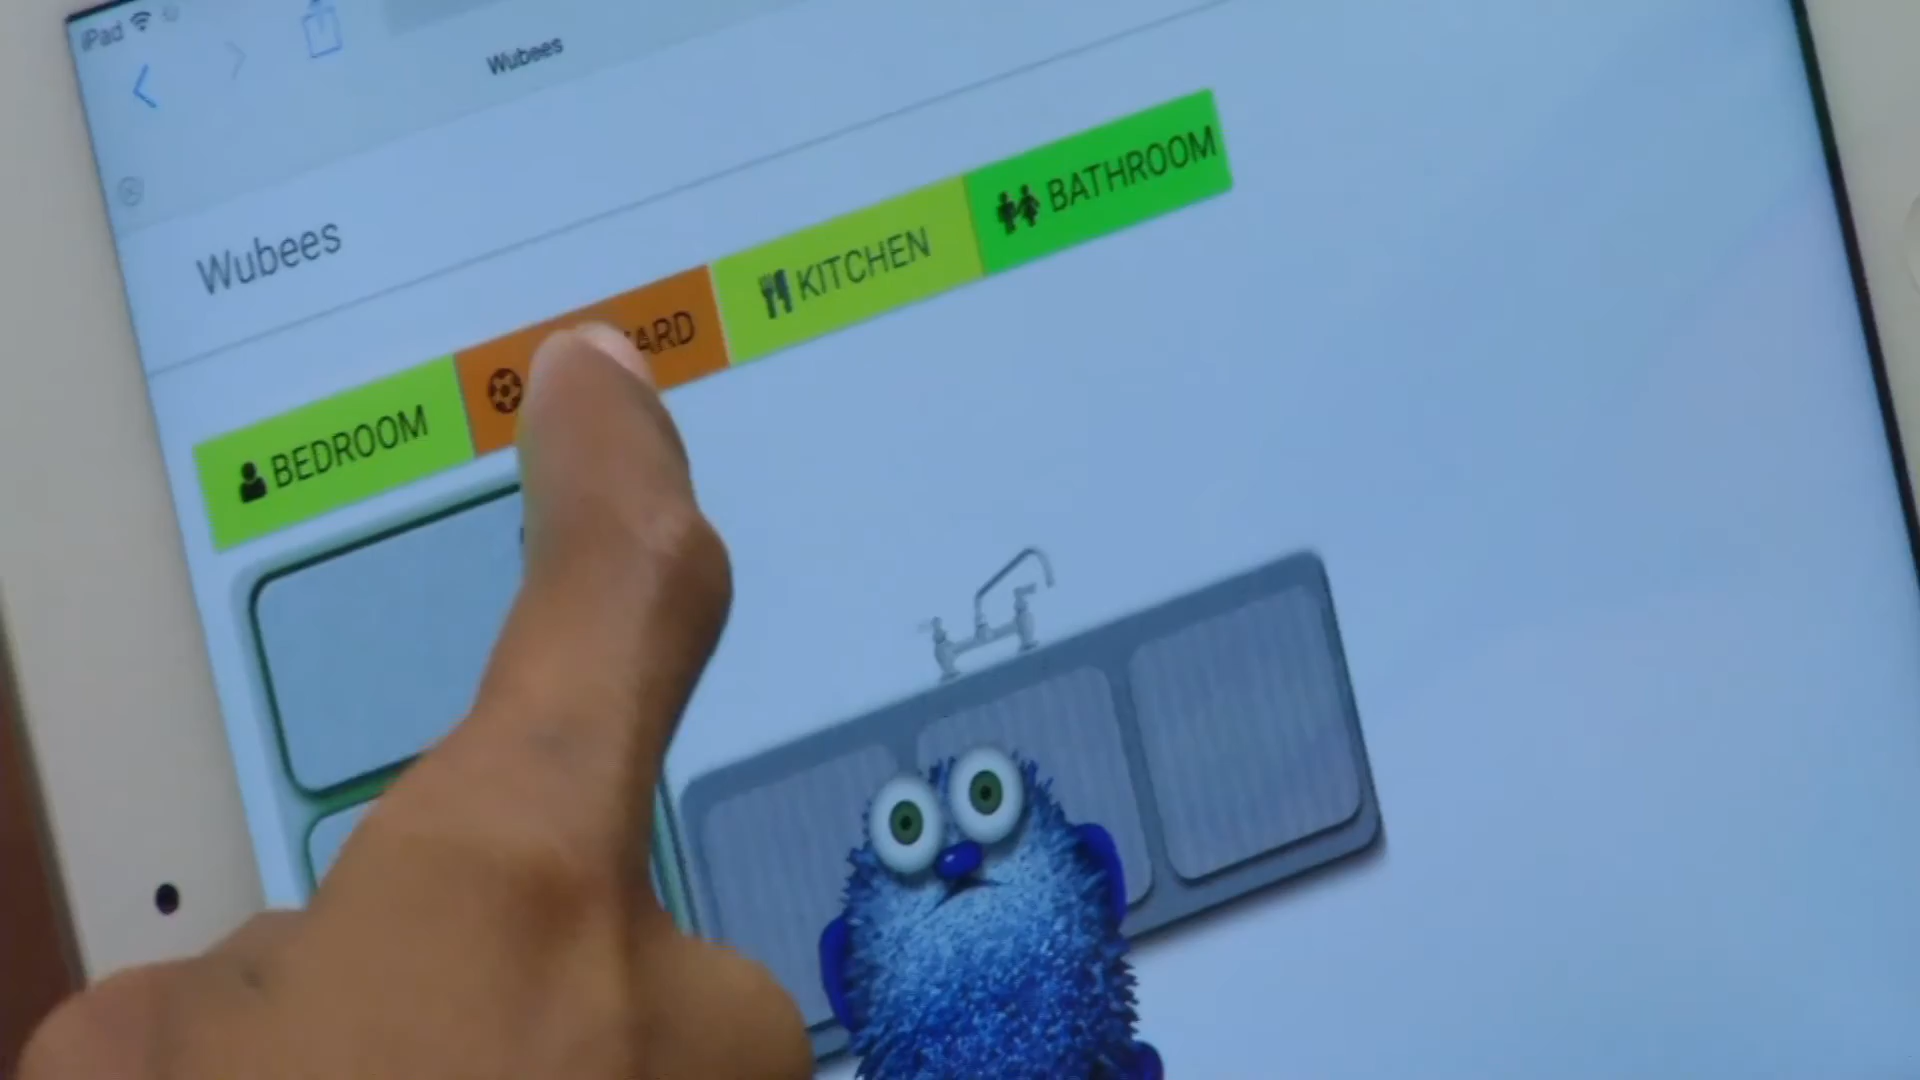 iPad
Wubees
Wubees
BEDROOM
ARD
KITCHEN
BATHROOM